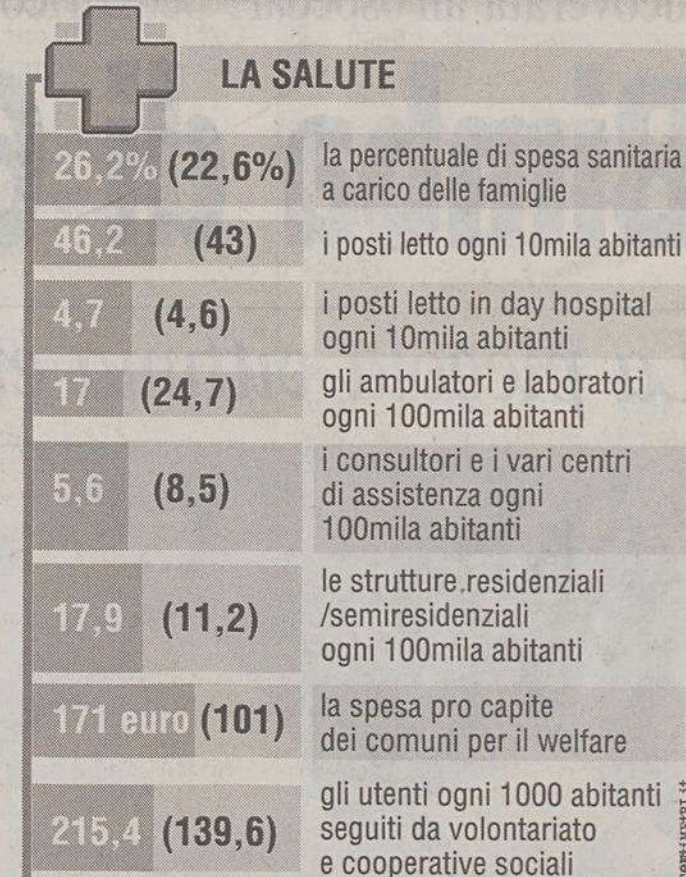 LA SALUTE
26,2% (22,6%) la percentuale di spesa sanitaria
a carico delle famiglie
46,2 (43) i posti letto ogni 10mila abitanti
4,7 (4,6) i posti letto in day hospital
ogni 10mila abitanti
17 (24,7) gli ambulatori e laboratori
ogni 100mila abitanti
5,6 (8,5) i consultori e i vari centri
di assistenza ogni
100mila abitanti
17,9 (11,2) le strutture.residenziali
/semiresidenziali
ogni 100mila abitanti
171 euro (101) la spesa pro capite
dei comuni per il welfare
215,4 (139,6) gli utenti ogni 1000 abitanti
seguiti da volontariato
e cooperative sociali